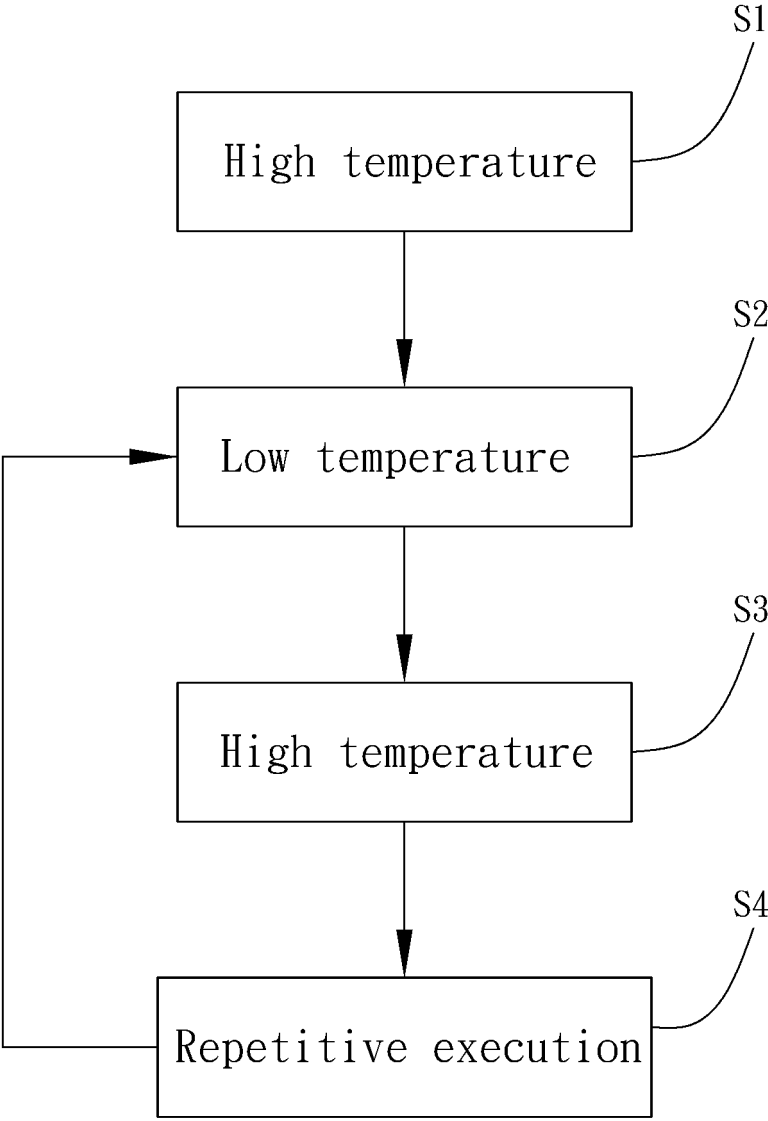 S1
High temperature
S2
Low temperature
S3
High temperature
S4
Repetitive execution